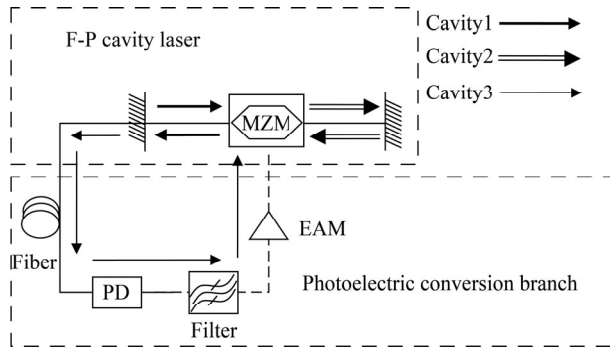 F-P cavity laser
Cavity1
Cavity2
Cavity3
MZM
Fiber
EAM
PD
Filter
Photoelectric conversion branch